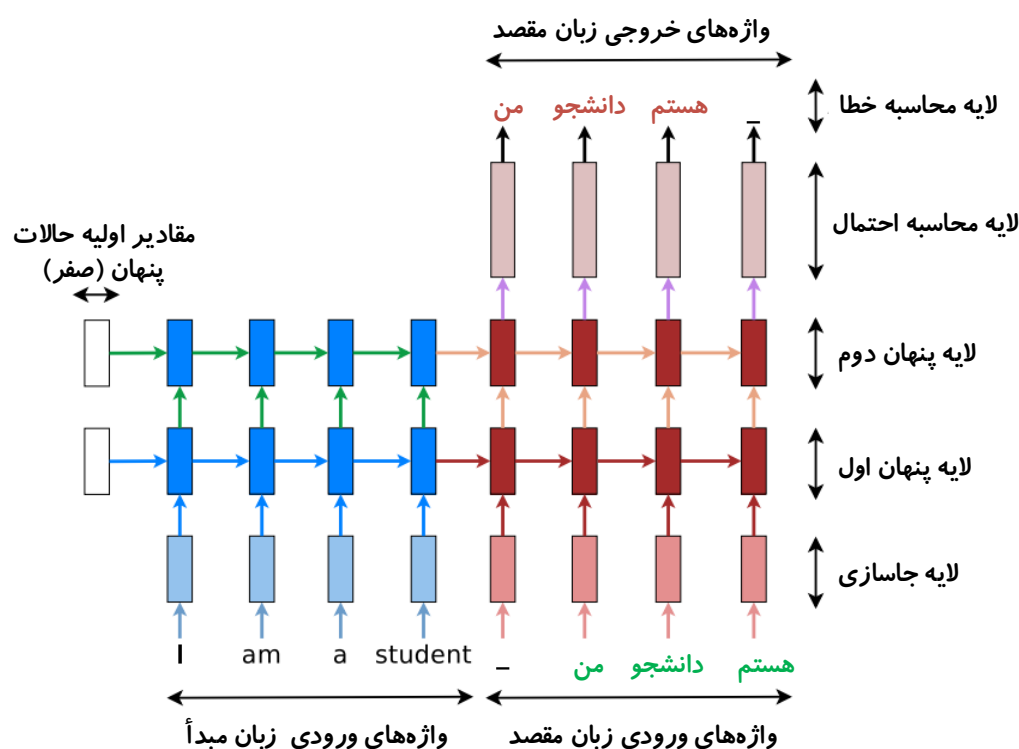 واژه‌های خروجی زبان مقصد
لایه محاسبه خطا
من دانشجو هستم _
لایه محاسبه احتمال
مقادیر اولیه حالات
پنهان (صفر)
لایه پنهان دوم
لایه پنهان اول
لایه جاسازی
I am a student _ من دانشجو هستم
واژه‌های ورودی زبان مبدأ
واژه‌های ورودی زبان مقصد